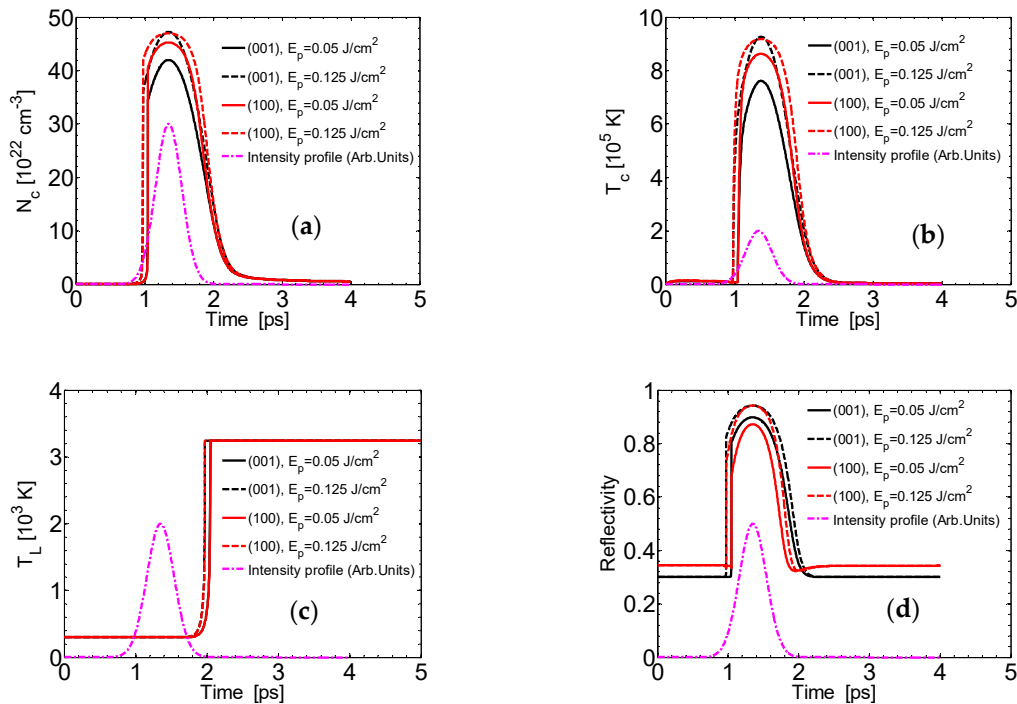 50
40
30
20
10
0
N_c [10^22 cm^-3]
(001), E_p=0.05 J/cm^2
(001), E_p=0.125 J/cm^2
(100), E_p=0.05 J/cm^2
(100), E_p=0.125 J/cm^2
Intensity profile (Arb.Units)
(a)
0 1 2 3 4 5
Time [ps]
10
8
6
4
2
0
T_c [10^5 K]
(001), E_p=0.05 J/cm^2
(001), E_p=0.125 J/cm^2
(100), E_p=0.05 J/cm^2
(100), E_p=0.125 J/cm^2
Intensity profile (Arb.Units)
(b)
0 1 2 3 4 5
Time [ps]
4
3
2
1
0
T_L [10^3 K]
(001), E_p=0.05 J/cm^2
(001), E_p=0.125 J/cm^2
(100), E_p=0.05 J/cm^2
(100), E_p=0.125 J/cm^2
Intensity profile (Arb.Units)
(c)
0 1 2 3 4 5
Time [ps]
1
0.8
0.6
0.4
0.2
0
Reflectivity
(001), E_p=0.05 J/cm^2
(001), E_p=0.125 J/cm^2
(100), E_p=0.05 J/cm^2
(100), E_p=0.125 J/cm^2
Intensity profile (Arb.Units)
(d)
0 1 2 3 4 5
Time [ps]